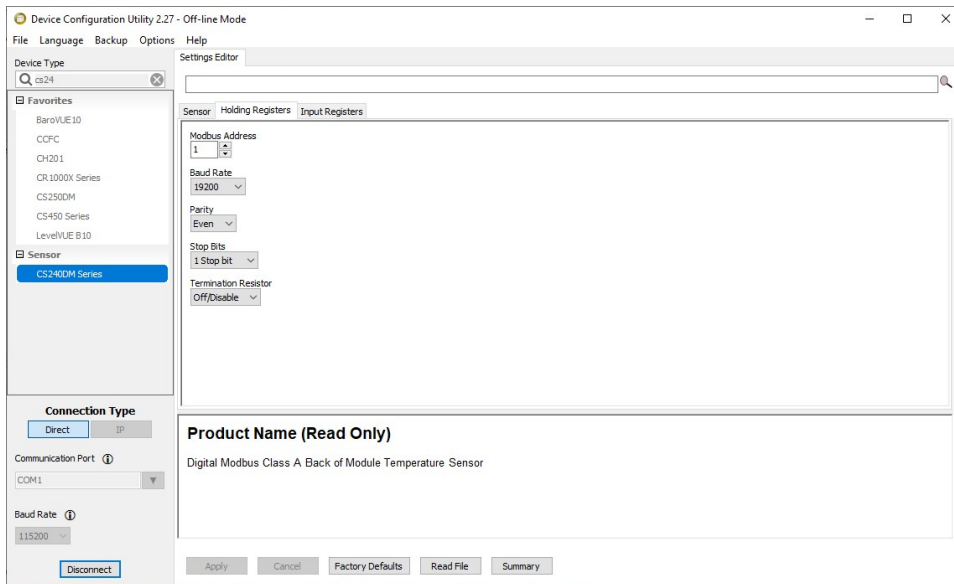 Device Configuration Utility 2.27 - Off-line Mode
File Language Backup Options Help
Device Type
cs24
Favorites
BaroVUE10
CCFC
CH201
CR1000X Series
CS250DM
CS450 Series
LevelVUE B10
Sensor
CS240DM Series
Connection Type
Direct IP
Communication Port
COM1
Baud Rate
115200
Disconnect
Settings Editor
Sensor Holding Registers Input Registers
Modbus Address
1
Baud Rate
19200
Parity
Even
Stop Bits
1 Stop bit
Termination Resistor
Off/Disable
Product Name (Read Only)
Digital Modbus Class A Back of Module Temperature Sensor
Apply Cancel Factory Defaults Read File Summary